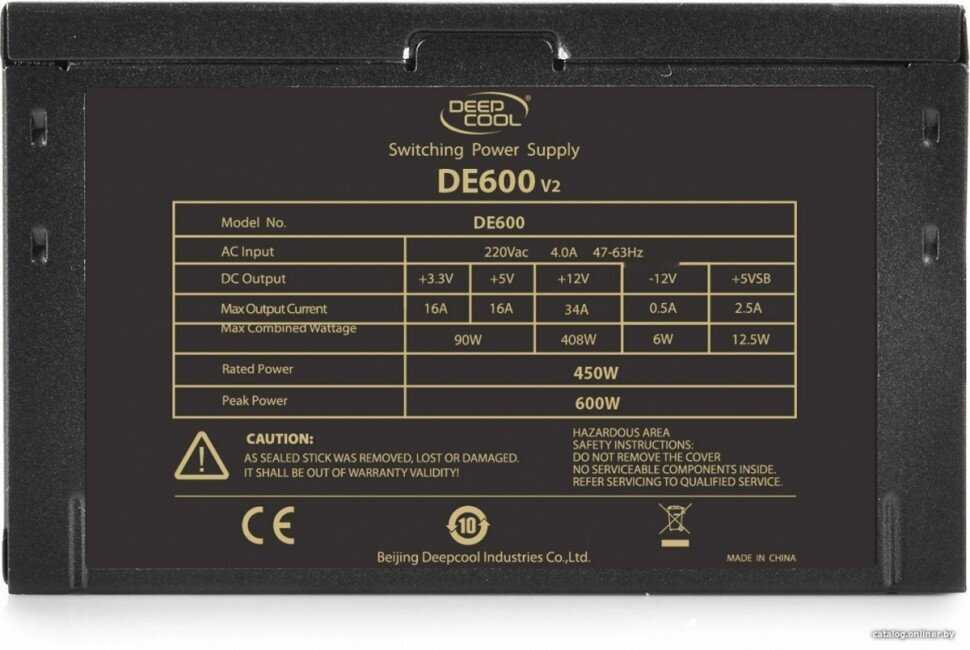 DEEP
COOL®
Switching Power Supply
DE600 V2
Model No. DE600
AC Input 220Vac 4.0A 47-63Hz
DC Output +3.3V +5V +12V -12V +5VSB
Max Output Current 16A 16A 34A 0.5A 2.5A
Max Combined Wattage 90W 408W 6W 12.5W
Rated Power 450W
Peak Power 600W
CAUTION:
AS SEALED STICK WAS REMOVED, LOST OR DAMAGED.
IT SHALL BE OUT OF WARRANTY VALIDITY!
HAZARDOUS AREA
SAFETY INSTRUCTIONS:
DO NOT REMOVE THE COVER
NO SERVICEABLE COMPONENTS INSIDE.
REFER SERVICING TO QUALIFIED SERVICE.
CE
10
Beijing Deepcool Industries Co.,Ltd.
MADE IN CHINA
catalog.onliner.by